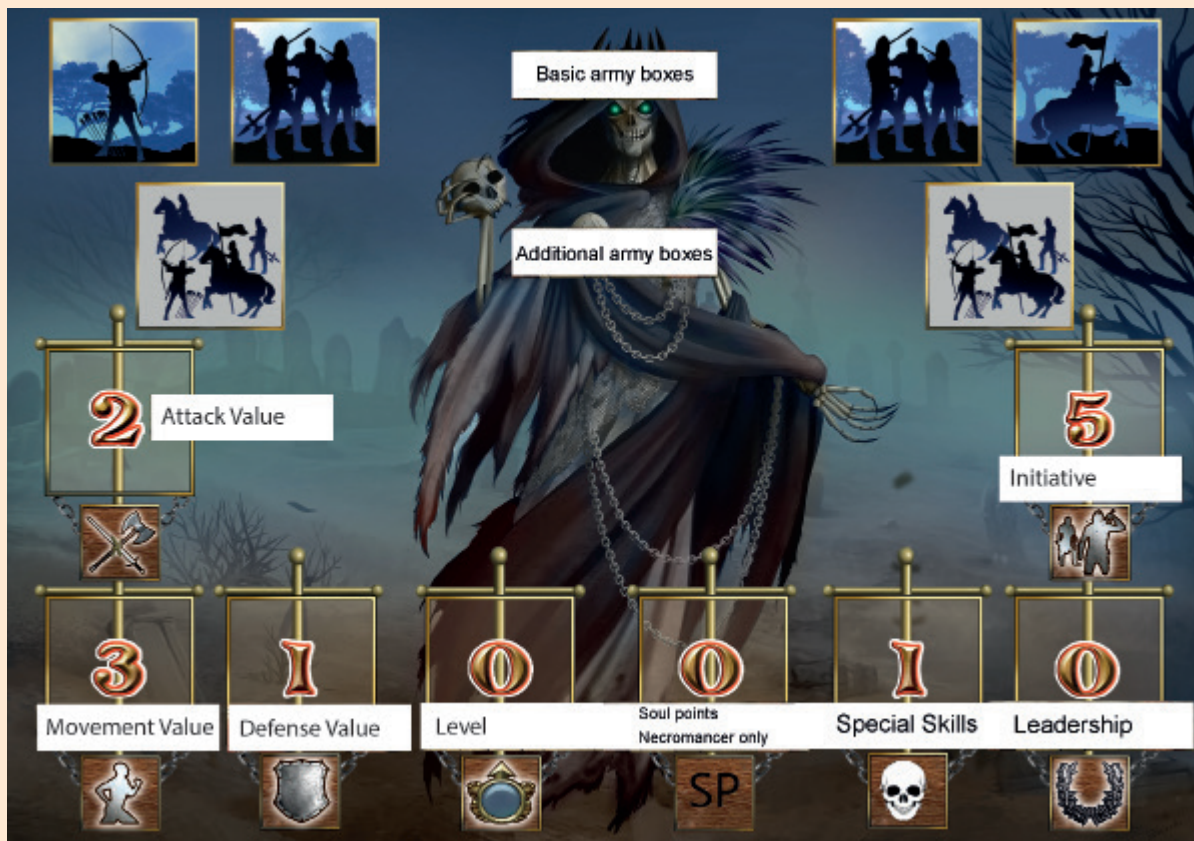 Basic army boxes
Additional army boxes
2
Attack Value
5
Initiative
3
1
0
0
1
0
Movement Value
Defense Value
Level
Soul points
Necromancer only
Special Skills
Leadership
SP